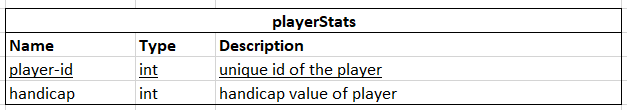 playerStats
Name Type Description
player-id int unique id of the player
handicap int handicap value of player